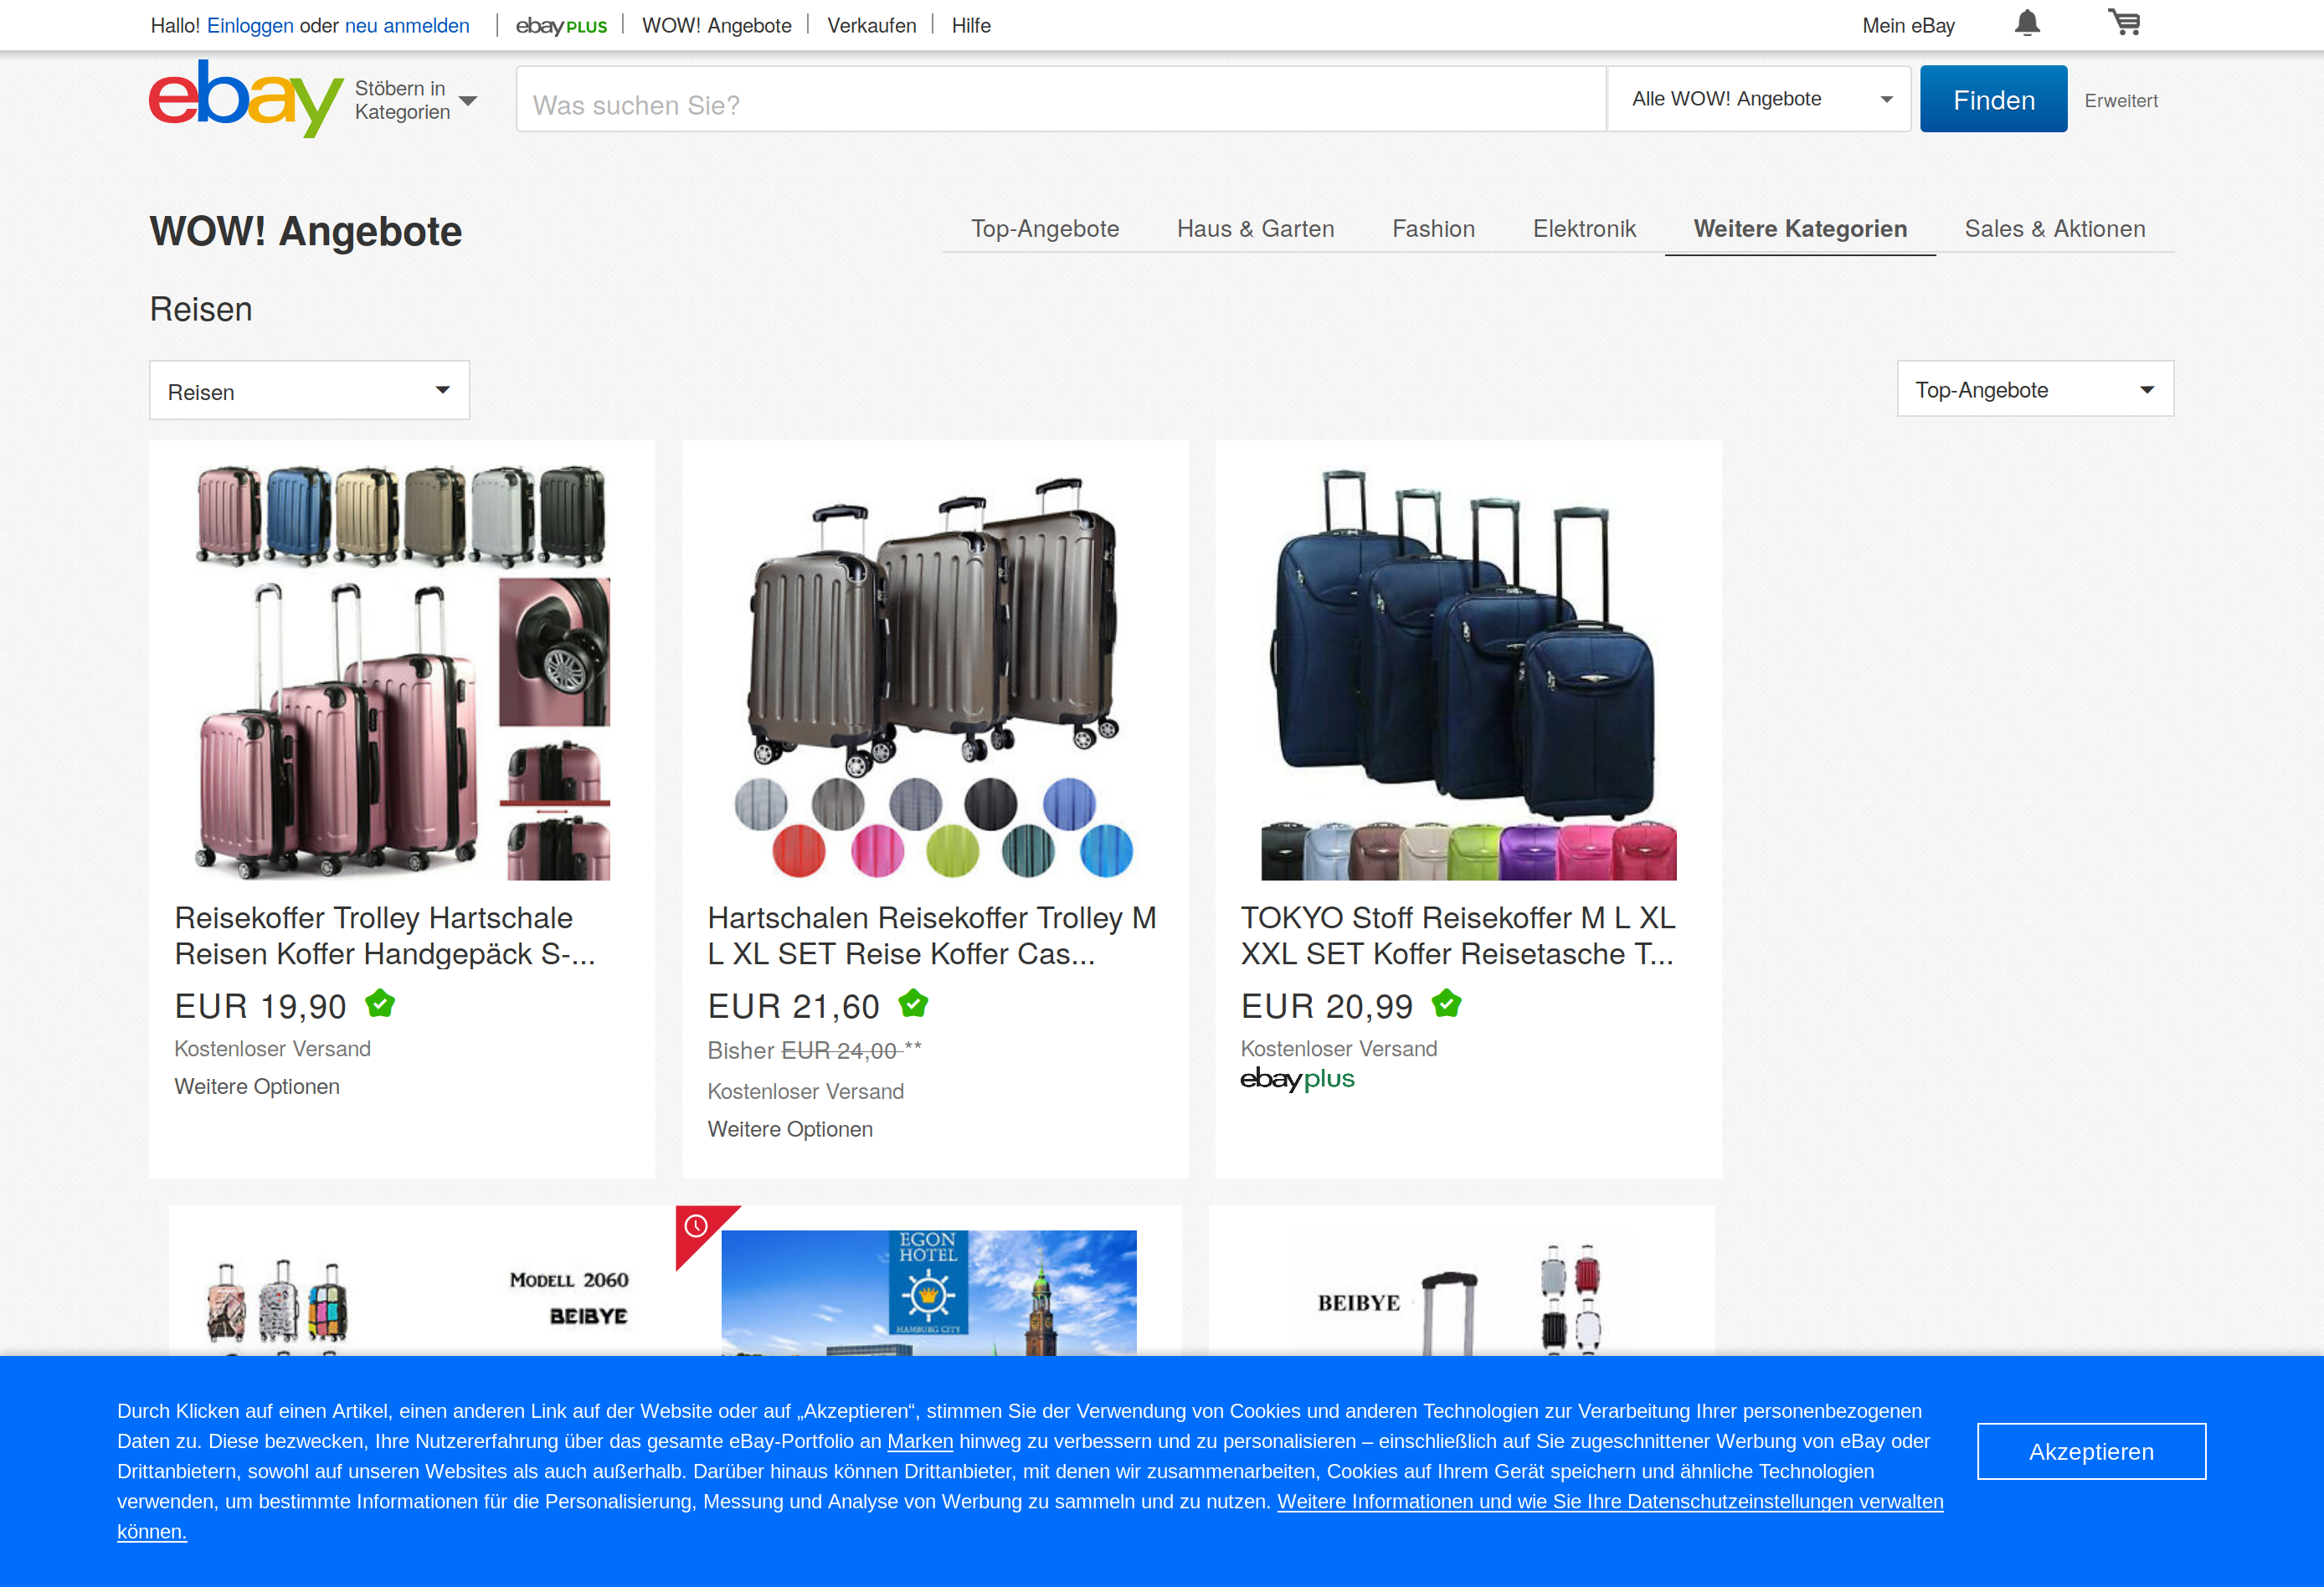 Hallo! Einloggen oder neu anmelden
ebay PLUS
WOW! Angebote
Verkaufen
Hilfe
Mein eBay
ebay
Stöbern in
Kategorien
Was suchen Sie?
Alle WOW! Angebote
Finden
Erweitert
WOW! Angebote
Top-Angebote
Haus & Garten
Fashion
Elektronik
Weitere Kategorien
Sales & Aktionen
Reisen
Reisen
Top-Angebote
Reisekoffer Trolley Hartschale
Reisen Koffer Handgepäck S-...
EUR 19,90
Kostenloser Versand
Weitere Optionen
Hartschalen Reisekoffer Trolley M
L XL SET Reise Koffer Cas...
EUR 21,60
Bisher EUR 24,00 **
Kostenloser Versand
Weitere Optionen
TOKYO Stoff Reisekoffer M L XL
XXL SET Koffer Reisetasche T...
EUR 20,99
Kostenloser Versand
ebayplus
MODELL 2060
BEIBYE
EGON
HOTEL
HAMBURG CITY
BEIBYE
Durch Klicken auf einen Artikel, einen anderen Link auf der Website oder auf „Akzeptieren“, stimmen Sie der Verwendung von Cookies und anderen Technologien zur Verarbeitung Ihrer personenbezogenen
Daten zu. Diese bezwecken, Ihre Nutzererfahrung über das gesamte eBay-Portfolio an Marken hinweg zu verbessern und zu personalisieren – einschließlich auf Sie zugeschnittener Werbung von eBay oder
Drittanbietern, sowohl auf unseren Websites als auch außerhalb. Darüber hinaus können Drittanbieter, mit denen wir zusammenarbeiten, Cookies auf Ihrem Gerät speichern und ähnliche Technologien
verwenden, um bestimmte Informationen für die Personalisierung, Messung und Analyse von Werbung zu sammeln und zu nutzen. Weitere Informationen und wie Sie Ihre Datenschutzeinstellungen verwalten
können.
Akzeptieren